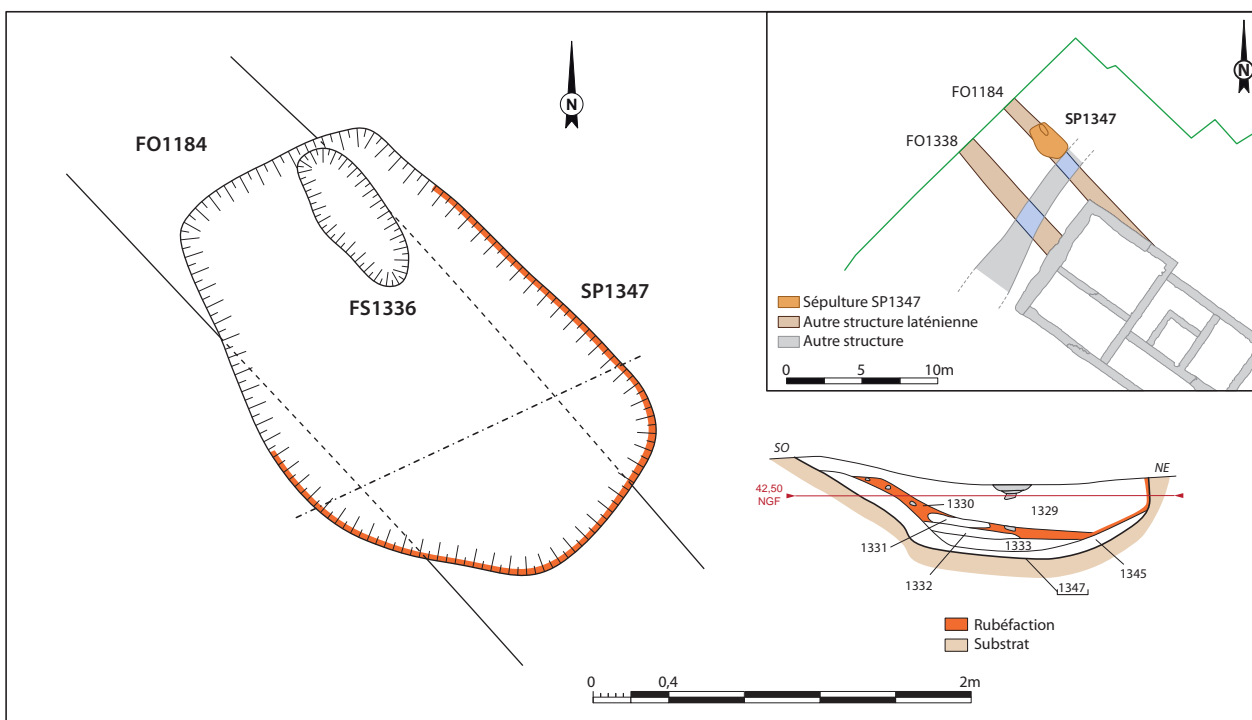 FO1184
N
FS1336
SP1347
N
FO1184
SP1347
FO1338
Sépulture SP1347
Autre structure laténienne
Autre structure
0 5 10m
SO
NE
42,50
NGF
1330
1329
1331
1333
1332
1345
1347
Rubéfaction
Substrat
0 0,4 2m